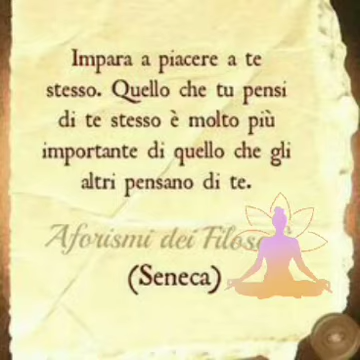 Impara a piacere a te
stesso. Quello che tu pensi
di te stesso è molto più
importante di quello che gli
altri pensano di te.
Aforismi dei
(Seneca)